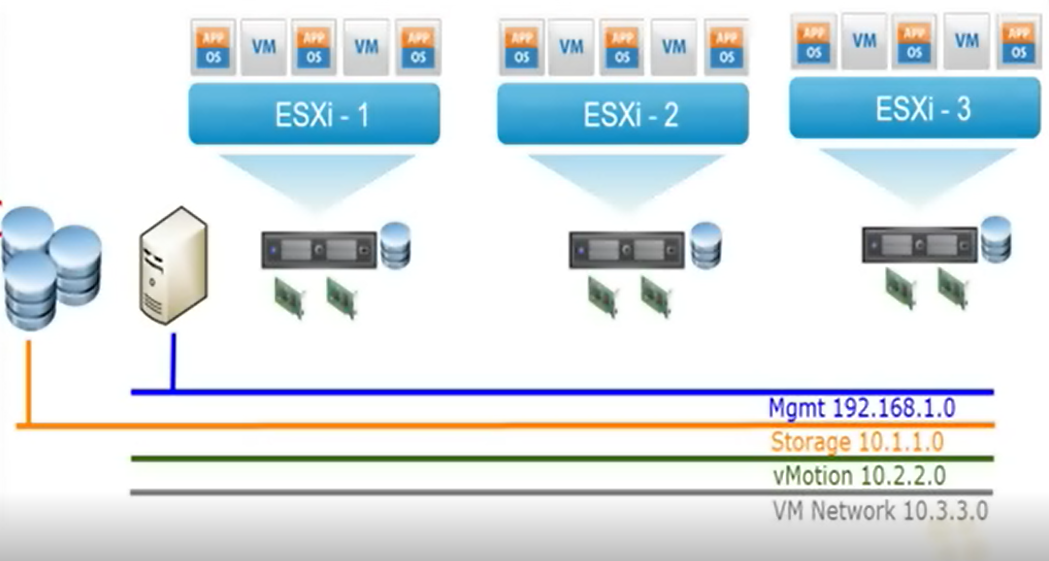 APP OS VM APP OS VM APP OS
APP OS VM APP OS VM APP OS
APP OS VM APP OS VM APP OS
ESXi - 1
ESXi - 2
ESXi - 3
Mgmt 192.168.1.0
Storage 10.1.1.0
vMotion 10.2.2.0
VM Network 10.3.3.0